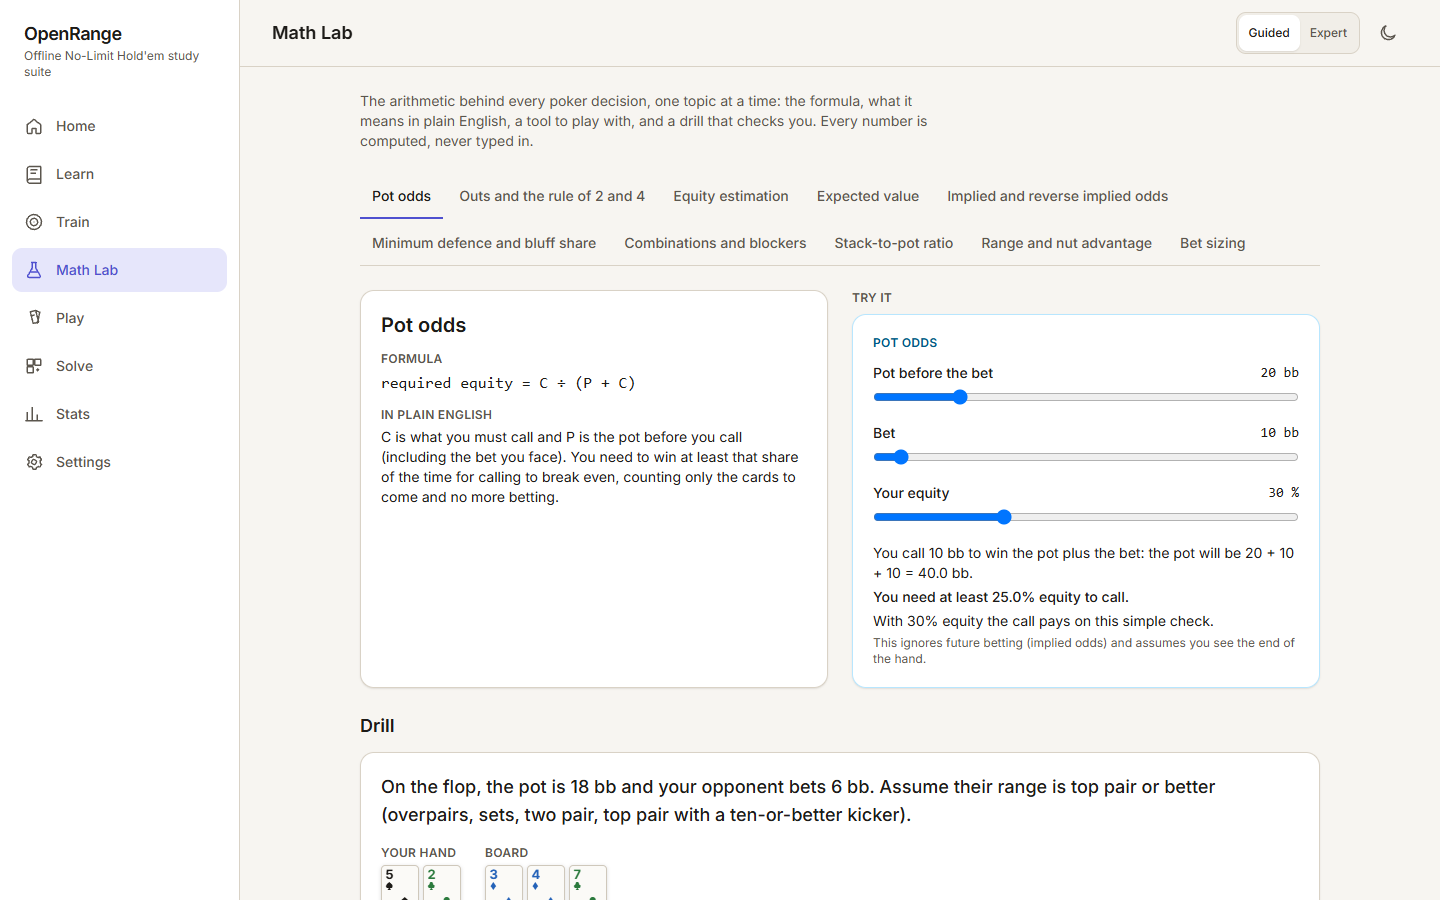 OpenRange
Offline No-Limit Hold'em study
suite
Home
Learn
Train
Math Lab
Play
Solve
Stats
Settings
Math Lab
Guided
Expert
The arithmetic behind every poker decision, one topic at a time: the formula, what it
means in plain English, a tool to play with, and a drill that checks you. Every number is
computed, never typed in.
Pot odds
Outs and the rule of 2 and 4
Equity estimation
Expected value
Implied and reverse implied odds
Minimum defence and bluff share
Combinations and blockers
Stack-to-pot ratio
Range and nut advantage
Bet sizing
Pot odds
FORMULA
required equity = C ÷ (P + C)
IN PLAIN ENGLISH
C is what you must call and P is the pot before you call
(including the bet you face). You need to win at least that share
of the time for calling to break even, counting only the cards to
come and no more betting.
TRY IT
POT ODDS
Pot before the bet 20 bb
Bet 10 bb
Your equity 30 %
You call 10 bb to win the pot plus the bet: the pot will be 20 + 10
+ 10 = 40.0 bb.
You need at least 25.0% equity to call.
With 30% equity the call pays on this simple check.
This ignores future betting (implied odds) and assumes you see the end of
the hand.
Drill
On the flop, the pot is 18 bb and your opponent bets 6 bb. Assume their range is top pair or better
(overpairs, sets, two pair, top pair with a ten-or-better kicker).
YOUR HAND
BOARD
5♠ 2♣ 3♦ 4♦ 7♣